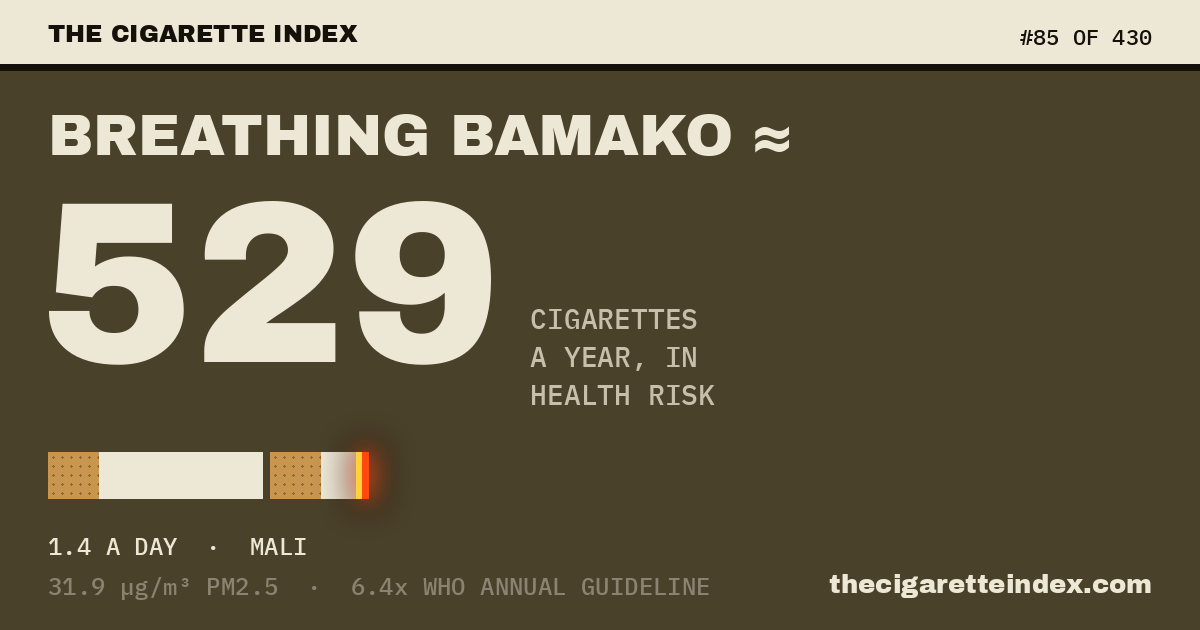 THE CIGARETTE INDEX
#85 OF 430
BREATHING BAMAKO ≈
529
CIGARETTES
A YEAR, IN
HEALTH RISK
1.4 A DAY · MALI
31.9 µg/m³ PM2.5 · 6.4x WHO ANNUAL GUIDELINE
thecigaretteindex.com